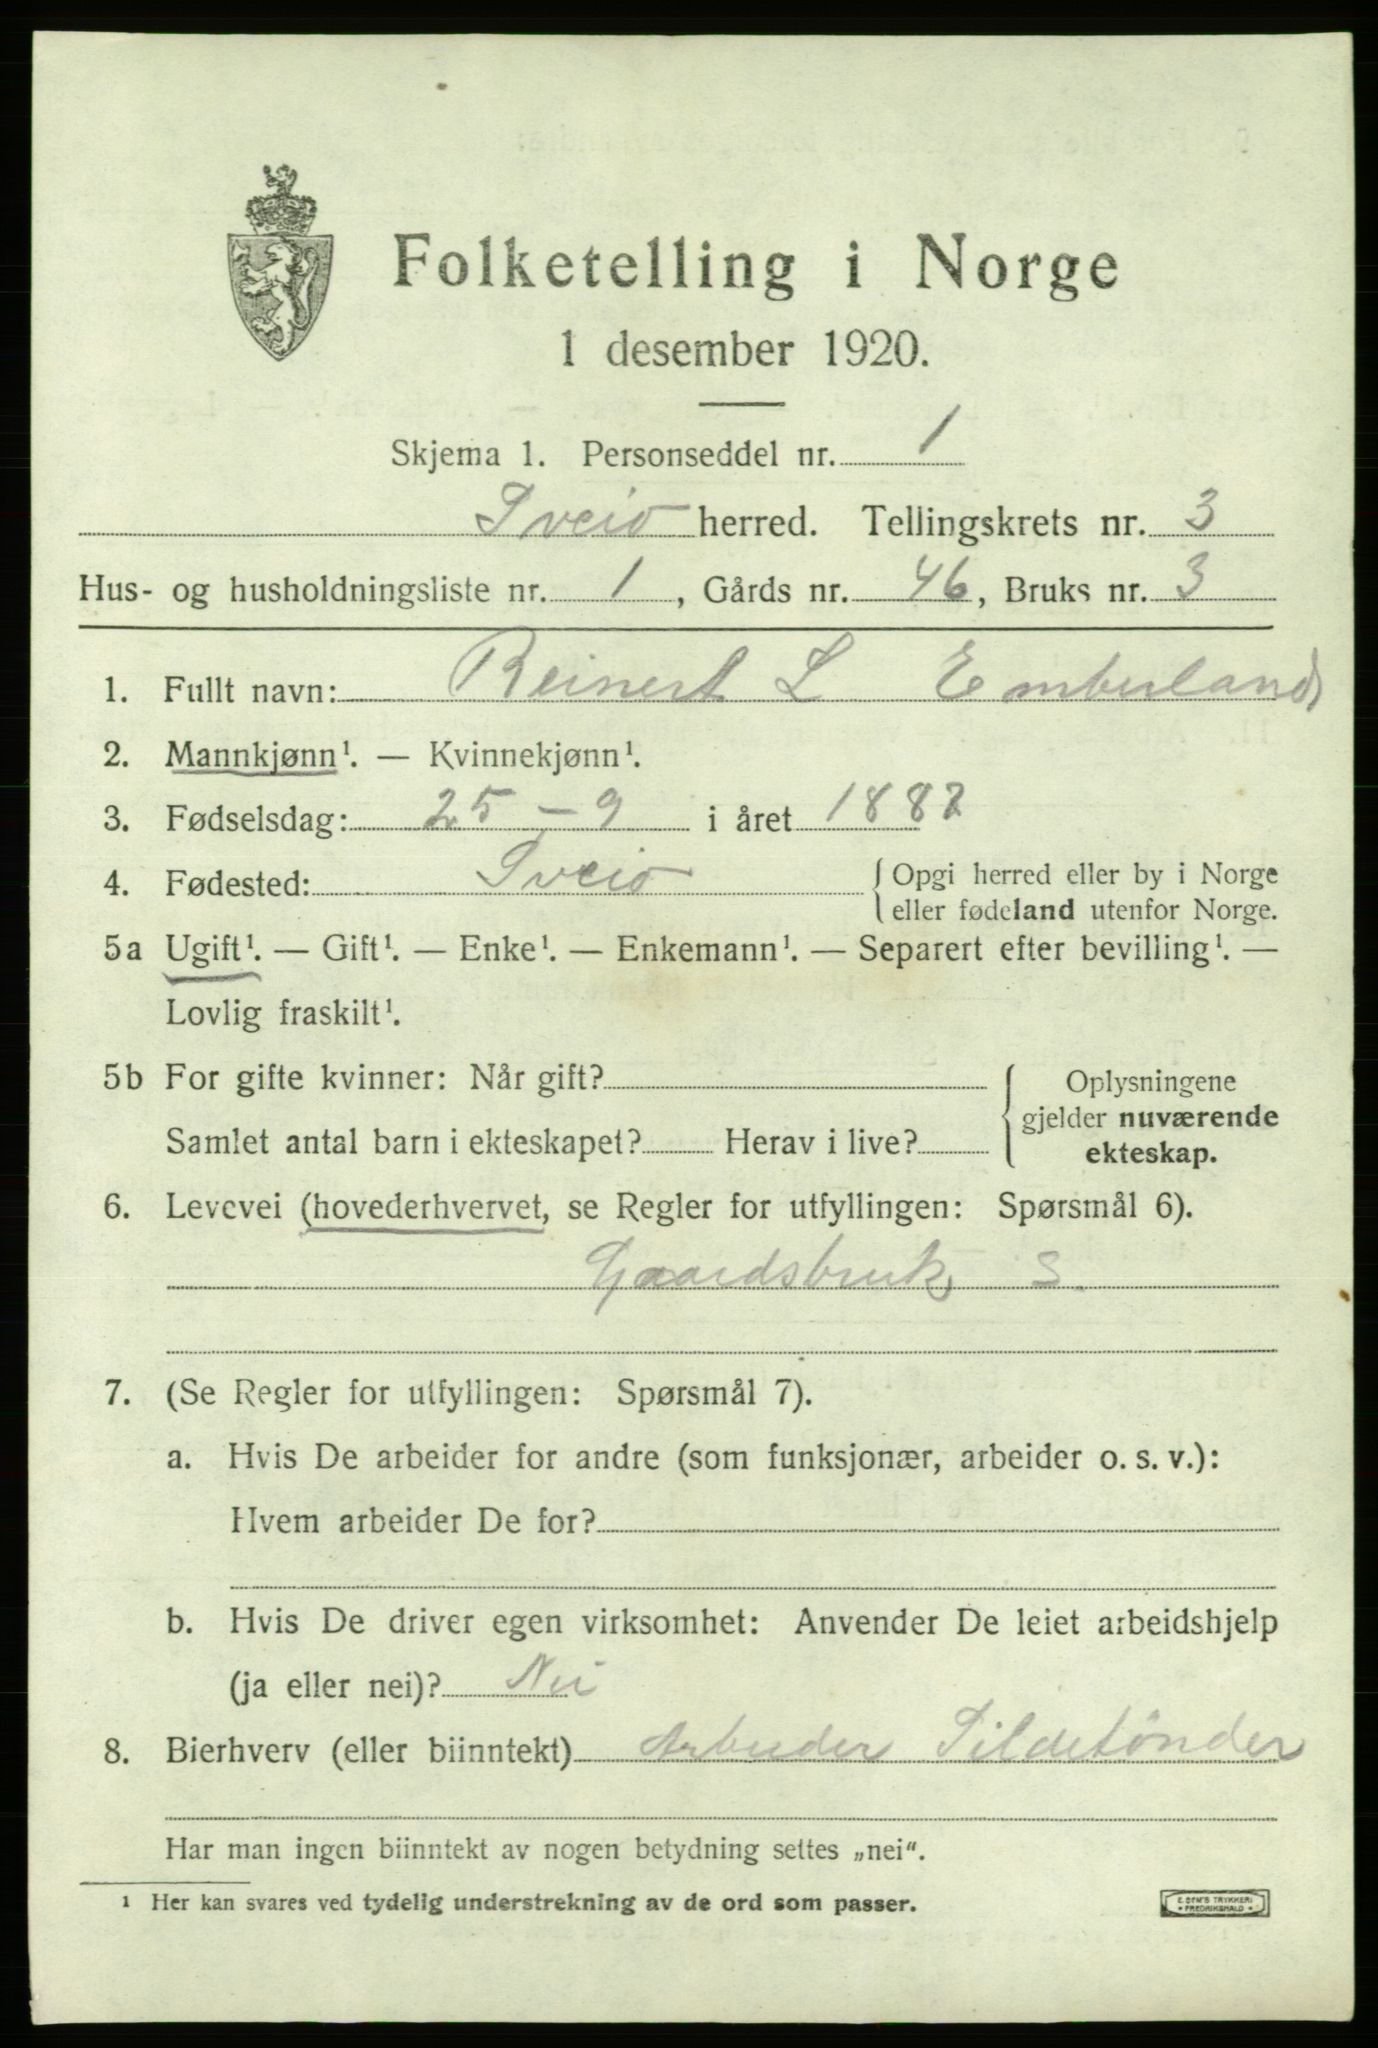 Folketelling i Norge
1 desember 1920.
Skjema 1. Personseddel nr. 1
Sveio herred. Tellingskrets nr. 3
Hus- og husholdningsliste nr. 1, Gårds nr. 46, Bruks nr. 3
1. Fullt navn: Reinert L Emberland
2. Mannkjønn¹. — Kvinnekjønn¹.
3. Fødselsdag: 25 - 9 i året 1882
4. Fødested: Sveio {Opgi herred eller by i Norge
eller fødeland utenfor Norge.
5a Ugift¹. — Gift¹. — Enke¹. — Enkemann¹. — Separert efter bevilling¹. —
Lovlig fraskilt¹.
5b For gifte kvinner: Når gift? { Oplysningene
gjelder nuværende
Samlet antal barn i ekteskapet? Herav i live?
ekteskap.
6. Levevei (hovederhvervet, se Regler for utfyllingen: Spørsmål 6).
Gaardsbruk S
7. (Se Regler for utfyllingen: Spørsmål 7).
a. Hvis De arbeider for andre (som funksjonær, arbeider o. s. v.):
Hvem arbeider De for?
b. Hvis De driver egen virksomhet: Anvender De leiet arbeidshjelp
(ja eller nei)? Nei
8. Bierhverv (eller biinntekt) Arbeider Sildetönder
Har man ingen biinntekt av nogen betydning settes „nei“.
¹ Her kan svares ved tydelig understrekning av de ord som passer.
E. SEM'S TRYKKERI
• FREDRIKSHALD •